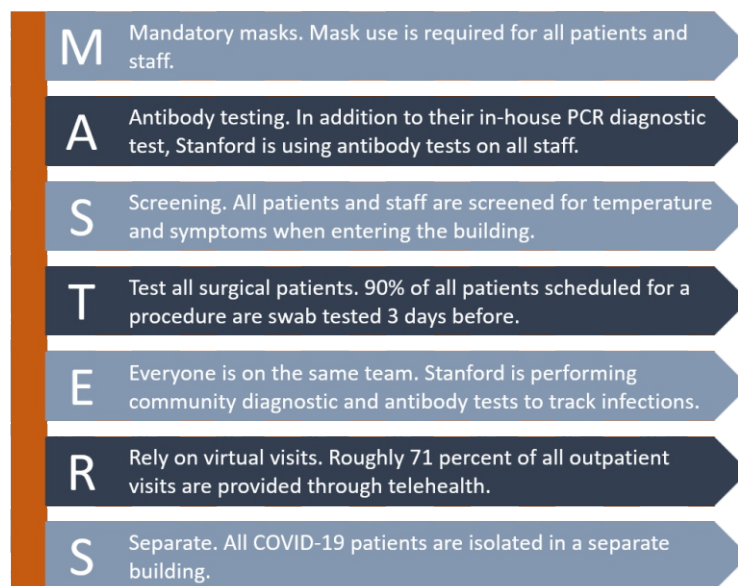 M
Mandatory masks. Mask use is required for all patients and
staff.
A
Antibody testing. In addition to their in-house PCR diagnostic
test, Stanford is using antibody tests on all staff.
S
Screening. All patients and staff are screened for temperature
and symptoms when entering the building.
T
Test all surgical patients. 90% of all patients scheduled for a
procedure are swab tested 3 days before.
E
Everyone is on the same team. Stanford is performing
community diagnostic and antibody tests to track infections.
R
Rely on virtual visits. Roughly 71 percent of all outpatient
visits are provided through telehealth.
S
Separate. All COVID-19 patients are isolated in a separate
building.